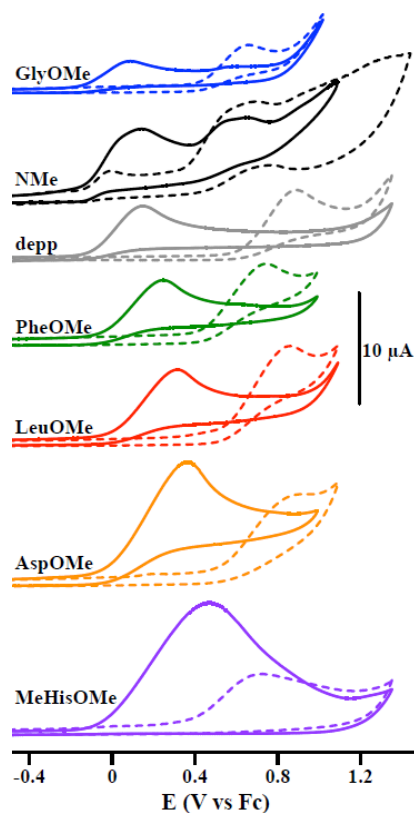 GlyOMe
NMe
depp
PheOMe
10 µA
LeuOMe
AspOMe
MeHisOMe
-0.4 0 0.4 0.8 1.2
E (V vs Fc)